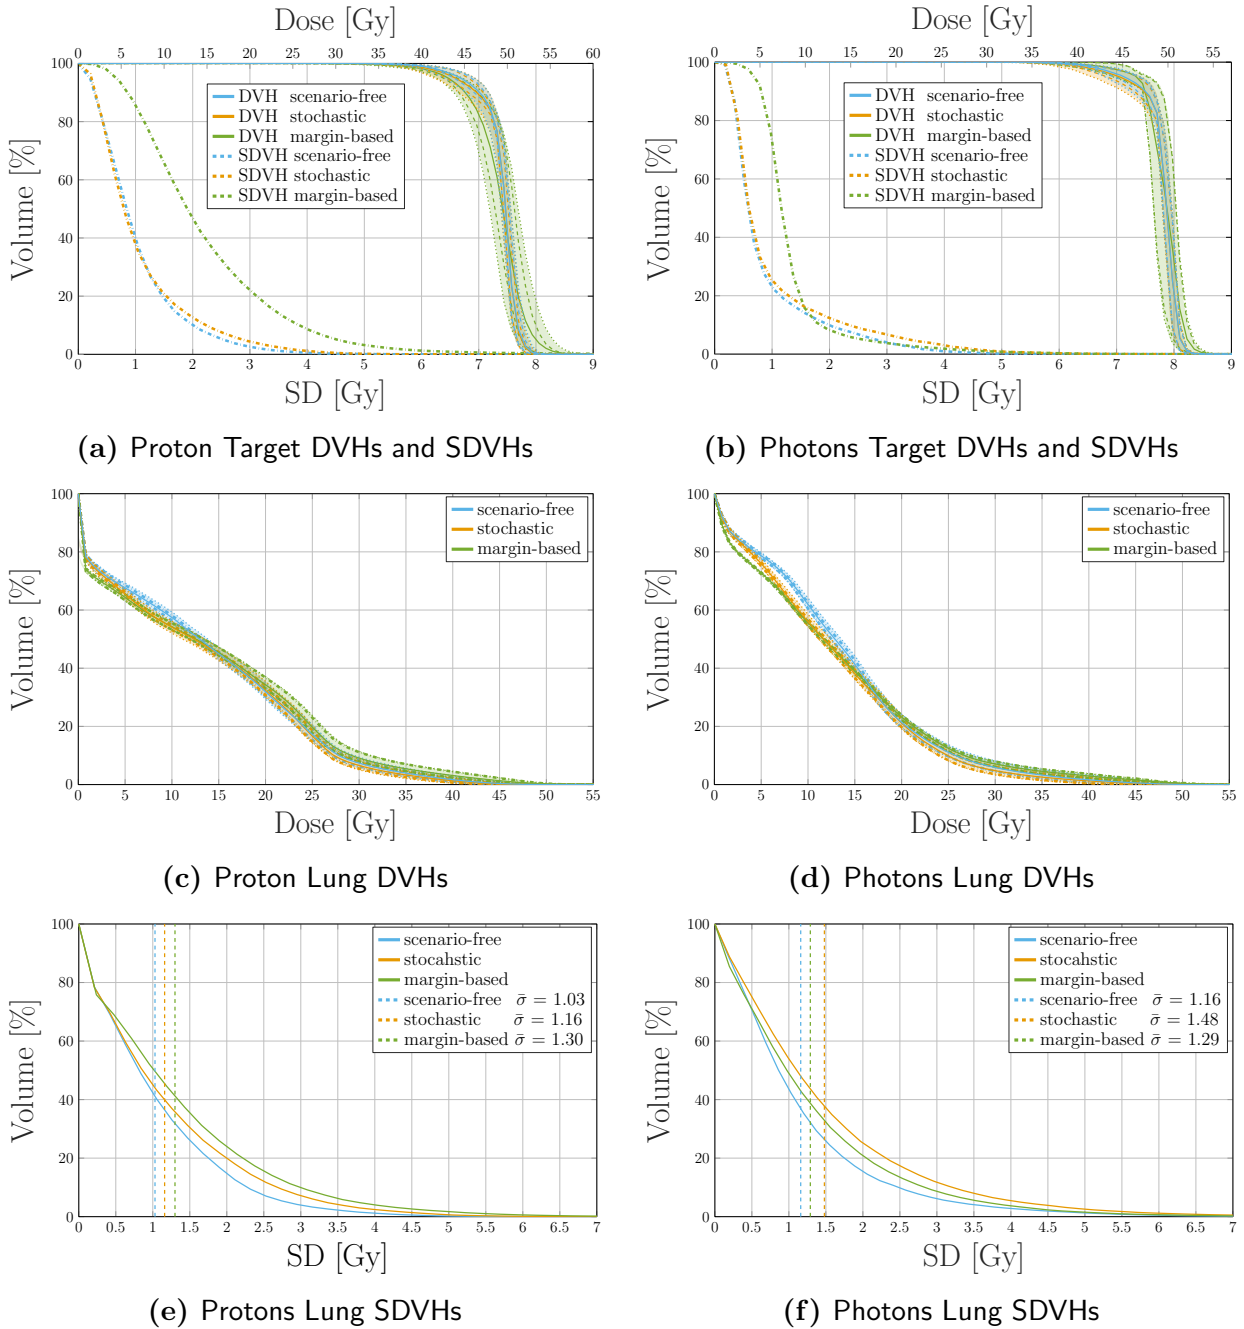 Dose [Gy]
0 5 10 15 20 25 30 35 40 45 50 55 60
100
80
60
40
20
0
Volume [%]
DVH scenario-free
DVH stochastic
DVH margin-based
SDVH scenario-free
SDVH stochastic
SDVH margin-based
0 1 2 3 4 5 6 7 8 9
SD [Gy]
(a) Proton Target DVHs and SDVHs
Dose [Gy]
0 5 10 15 20 25 30 35 40 45 50 55
100
80
60
40
20
0
Volume [%]
DVH scenario-free
DVH stochastic
DVH margin-based
SDVH scenario-free
SDVH stochastic
SDVH margin-based
0 1 2 3 4 5 6 7 8 9
SD [Gy]
(b) Photons Target DVHs and SDVHs
100
80
60
40
20
0
Volume [%]
scenario-free
stochastic
margin-based
0 5 10 15 20 25 30 35 40 45 50 55
Dose [Gy]
(c) Proton Lung DVHs
100
80
60
40
20
0
Volume [%]
scenario-free
stochastic
margin-based
0 5 10 15 20 25 30 35 40 45 50 55
Dose [Gy]
(d) Photons Lung DVHs
100
80
60
40
20
0
Volume [%]
scenario-free
stocahstic
margin-based
scenario-free σ̄ = 1.03
stochastic σ̄ = 1.16
margin-based σ̄ = 1.30
0 0.5 1 1.5 2 2.5 3 3.5 4 4.5 5 5.5 6 6.5 7
SD [Gy]
(e) Protons Lung SDVHs
100
80
60
40
20
0
Volume [%]
scenario-free
stocahstic
margin-based
scenario-free σ̄ = 1.16
stochastic σ̄ = 1.48
margin-based σ̄ = 1.29
0 0.5 1 1.5 2 2.5 3 3.5 4 4.5 5 5.5 6 6.5 7
SD [Gy]
(f) Photons Lung SDVHs